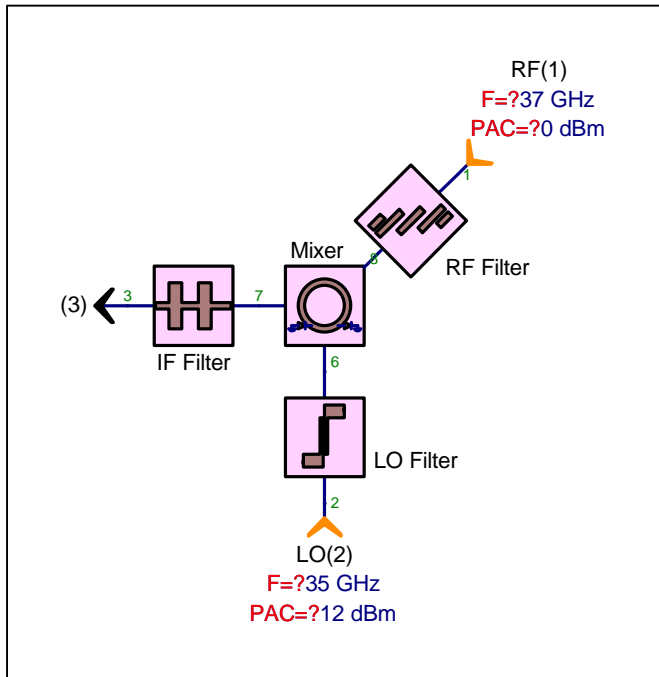 RF(1)
F=?37 GHz
PAC=?0 dBm
1
RF Filter
8
Mixer
(3)
3
7
IF Filter
6
LO Filter
2
LO(2)
F=?35 GHz
PAC=?12 dBm